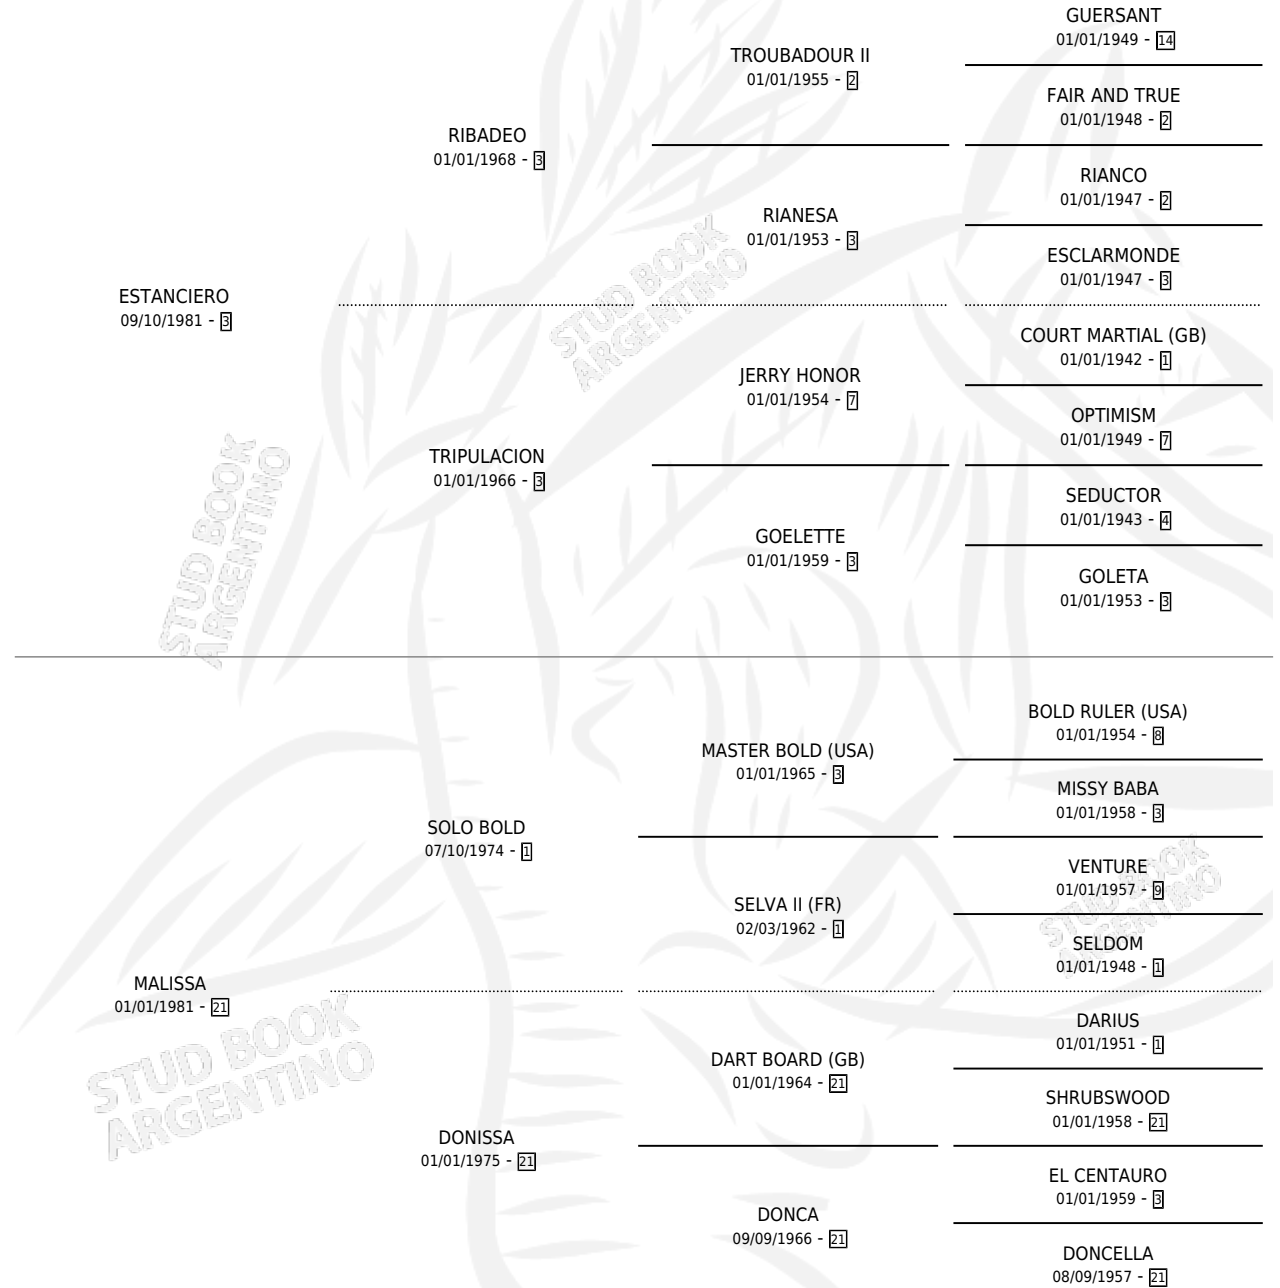 GUERSANT
01/01/1949 - 14
TROUBADOUR II
01/01/1955 - 2
FAIR AND TRUE
01/01/1948 - 2
RIBADEO
01/01/1968 - 3
RIANCO
01/01/1947 - 2
RIANESA
01/01/1953 - 3
ESCLARMONDE
01/01/1947 - 3
ESTANCIERO
09/10/1981 - 3
COURT MARTIAL (GB)
01/01/1942 - 1
JERRY HONOR
01/01/1954 - 7
OPTIMISM
01/01/1949 - 7
TRIPULACION
01/01/1966 - 3
SEDUCTOR
01/01/1943 - 4
GOELETTE
01/01/1959 - 3
GOLETA
01/01/1953 - 3
STUD BOOK
ARGENTINO
STUD BOOK
ARGENTINO
BOLD RULER (USA)
01/01/1954 - 8
MASTER BOLD (USA)
01/01/1965 - 3
MISSY BABA
01/01/1958 - 3
SOLO BOLD
07/10/1974 - 1
VENTURE
01/01/1957 - 9
SELVA II (FR)
02/03/1962 - 1
SELDOM
01/01/1948 - 1
MALISSA
01/01/1981 - 21
DARIUS
01/01/1951 - 1
DART BOARD (GB)
01/01/1964 - 21
SHRUBSWOOD
01/01/1958 - 21
DONISSA
01/01/1975 - 21
EL CENTAURO
01/01/1959 - 3
DONCA
09/09/1966 - 21
DONCELLA
08/09/1957 - 21
STUD BOOK
ARGENTINO
STUD BOOK
ARGENTINO